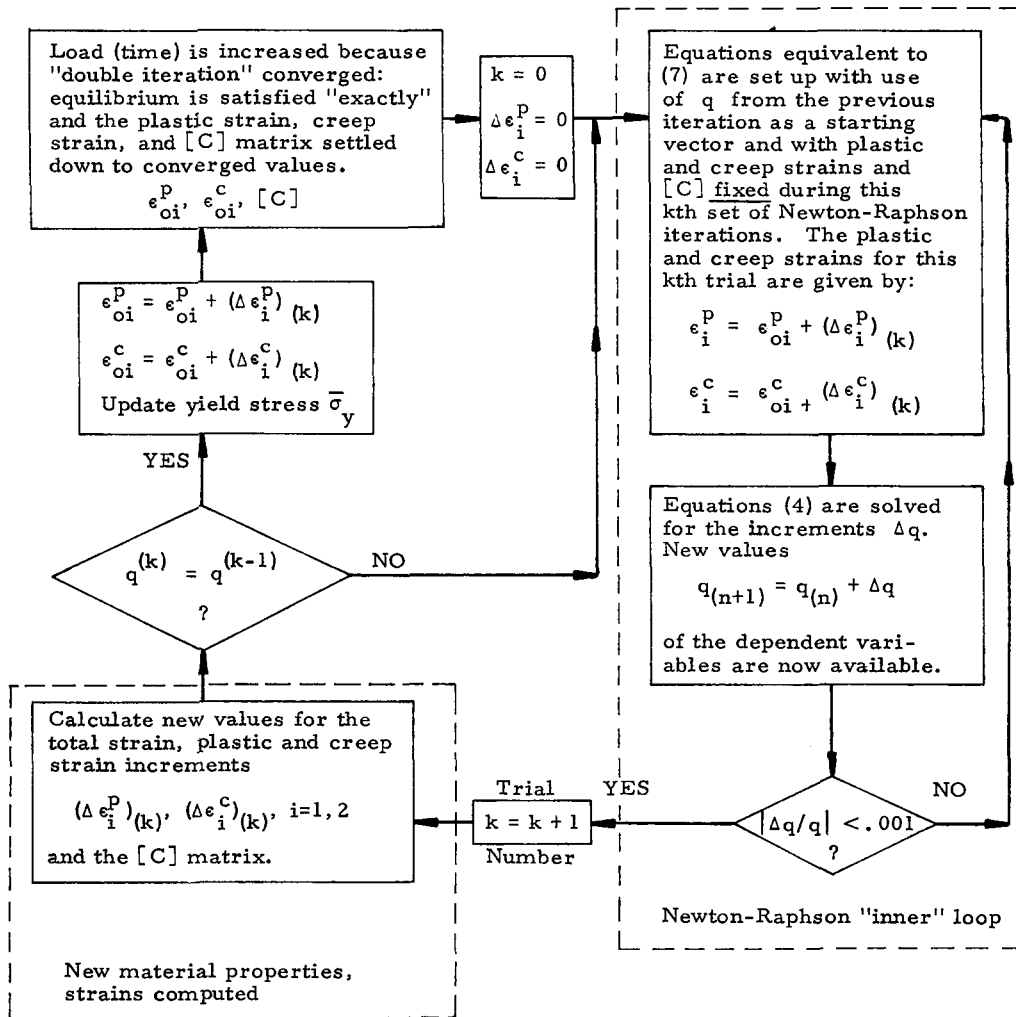 Load (time) is increased because
"double iteration" converged:
equilibrium is satisfied "exactly"
and the plastic strain, creep
strain, and [C] matrix settled
down to converged values.
ϵ^p_oi, ϵ^c_oi, [C]
k = 0
Δϵ^p_i = 0
Δϵ^c_i = 0
Equations equivalent to
(7) are set up with use
of q from the previous
iteration as a starting
vector and with plastic
and creep strains and
[C] fixed during this
kth set of Newton-Raphson
iterations. The plastic
and creep strains for this
kth trial are given by:
ϵ^p_i = ϵ^p_oi + (Δϵ^p_i)_(k)
ϵ^c_i = ϵ^c_oi + (Δϵ^c_i)_(k)
ϵ^p_oi = ϵ^p_oi + (Δϵ^p_i)_(k)
ϵ^c_oi = ϵ^c_oi + (Δϵ^c_i)_(k)
Update yield stress σ̄_y
YES
q^(k) = q^(k-1)
?
NO
Equations (4) are solved
for the increments Δq.
New values
q_(n+1) = q_(n) + Δq
of the dependent vari-
ables are now available.
Calculate new values for the
total strain, plastic and creep
strain increments
(Δϵ^p_i)_(k), (Δϵ^c_i)_(k), i=1,2
and the [C] matrix.
Trial
k = k + 1
Number
YES
|Δq/q| < .001
?
NO
Newton-Raphson "inner" loop
New material properties,
strains computed